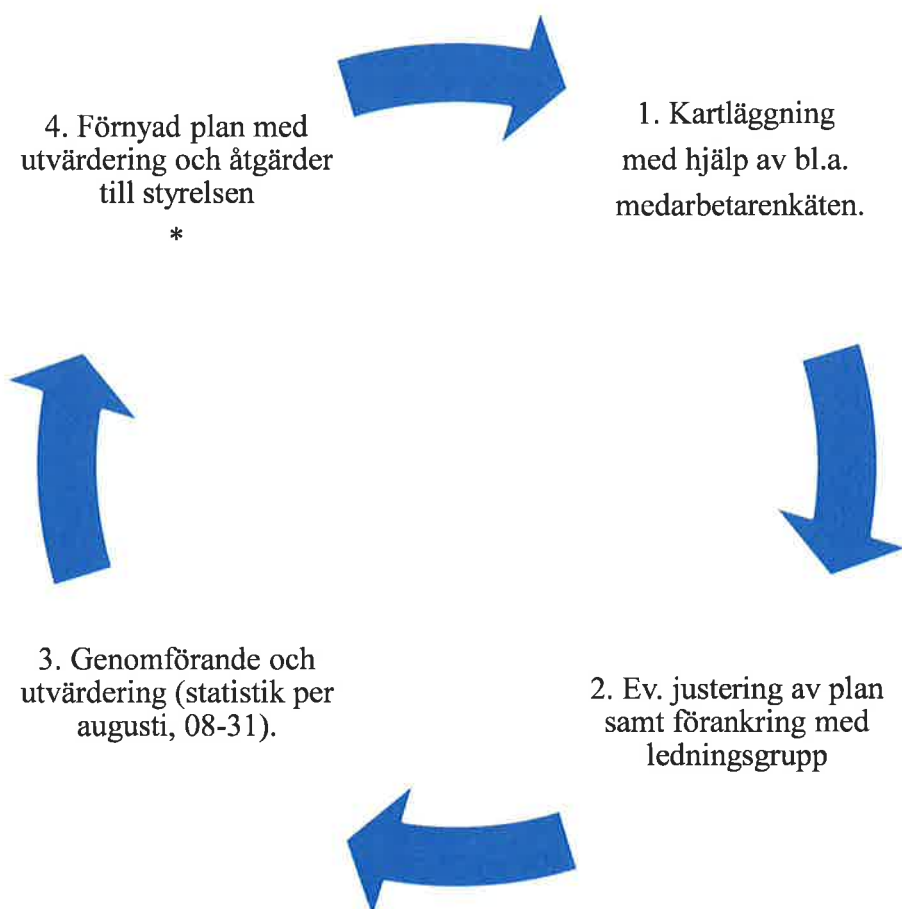 1. Kartläggning
med hjälp av bl.a.
medarbetarenkäten.
2. Ev. justering av plan
samt förankring med
ledningsgrupp
3. Genomförande och
utvärdering (statistik per
augusti, 08-31).
4. Förnyad plan med
utvärdering och åtgärder
till styrelsen
*